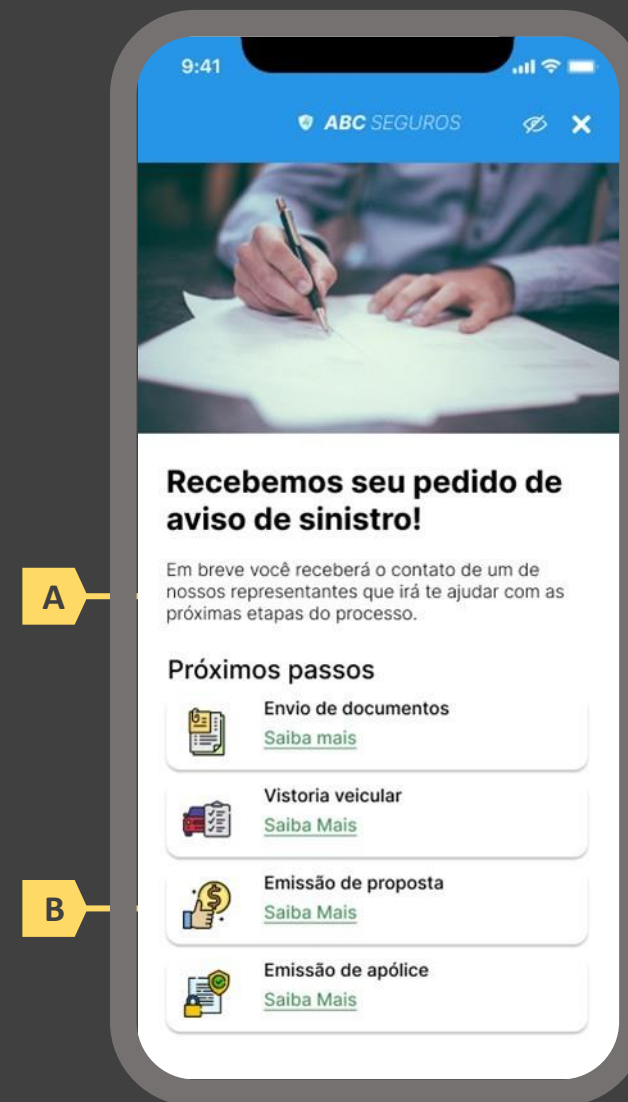 9:41
ABC SEGUROS
Recebemos seu pedido de
aviso de sinistro!
A
Em breve você receberá o contato de um de
nossos representantes que irá te ajudar com as
próximas etapas do processo.
Próximos passos
Envio de documentos
Saiba mais
Vistoria veicular
Saiba Mais
B
Emissão de proposta
Saiba Mais
Emissão de apólice
Saiba Mais